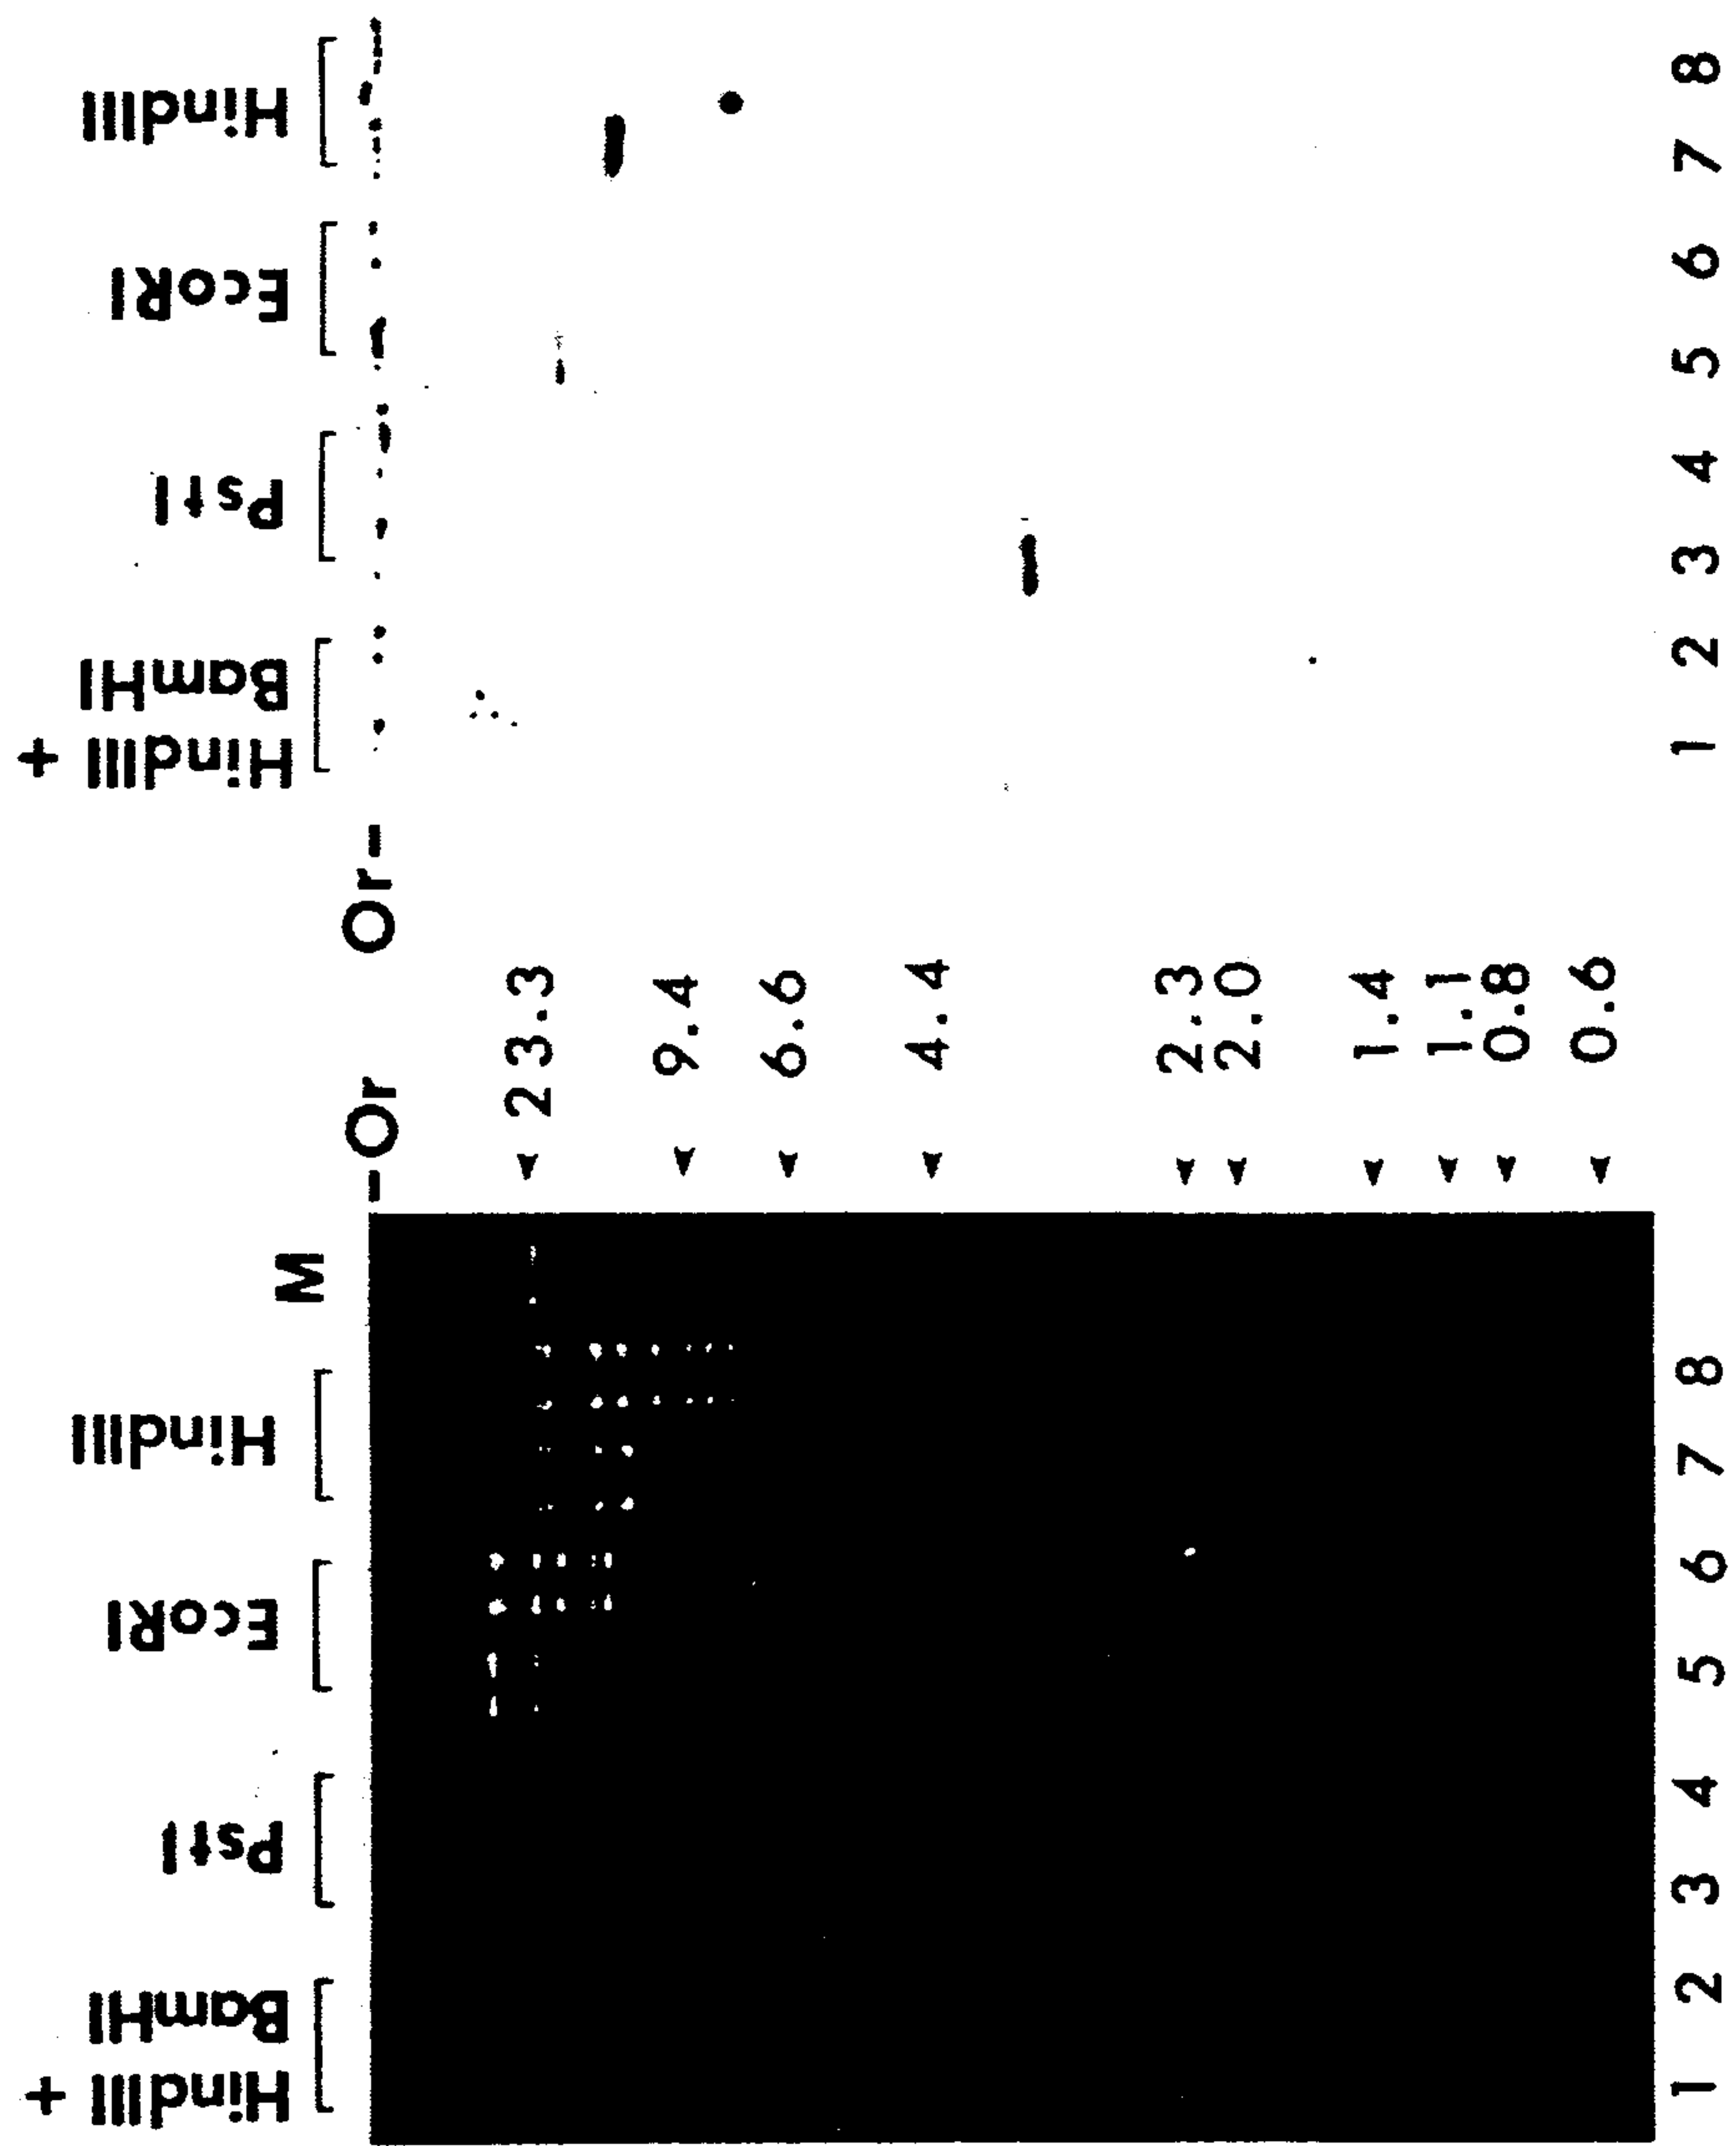 HindIII +
BamHI
PstI
EcoRI
HindIII
M
-Or
23.3
9.4
6.6
4.4
2.3
2.0
1.4
1.1
0.8
0.6
1 2 3 4 5 6 7 8
HindIII +
BamHI
PstI
EcoRI
HindIII
Or-
1 2 3 4 5 6 7 8